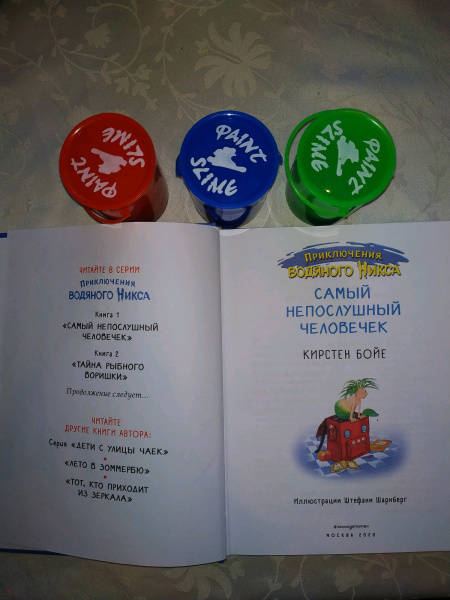 PAINT
SLIME
PAINT
SLIME
PAINT
SLIME
ЧИТАЙТЕ В СЕРИИ
ПРИКЛЮЧЕНИЯ
ВОДЯНОГО НИКСА
Книга 1
«САМЫЙ НЕПОСЛУШНЫЙ
ЧЕЛОВЕЧЕК»
Книга 2
«ТАЙНА РЫБНОГО
ВОРИШКИ»
Продолжение следует...
ЧИТАЙТЕ
ДРУГИЕ КНИГИ АВТОРА:
Серия «ДЕТИ С УЛИЦЫ ЧАЕК»
«ЛЕТО В ЗОММЕРБЮ»
«ТОТ, КТО ПРИХОДИТ
ИЗ ЗЕРКАЛА»
ПРИКЛЮЧЕНИЯ
ВОДЯНОГО НИКСА
САМЫЙ
НЕПОСЛУШНЫЙ
ЧЕЛОВЕЧЕК
КИРСТЕН БОЙЕ
Иллюстрации Штефани Шарнберг
МОСКВА 2020